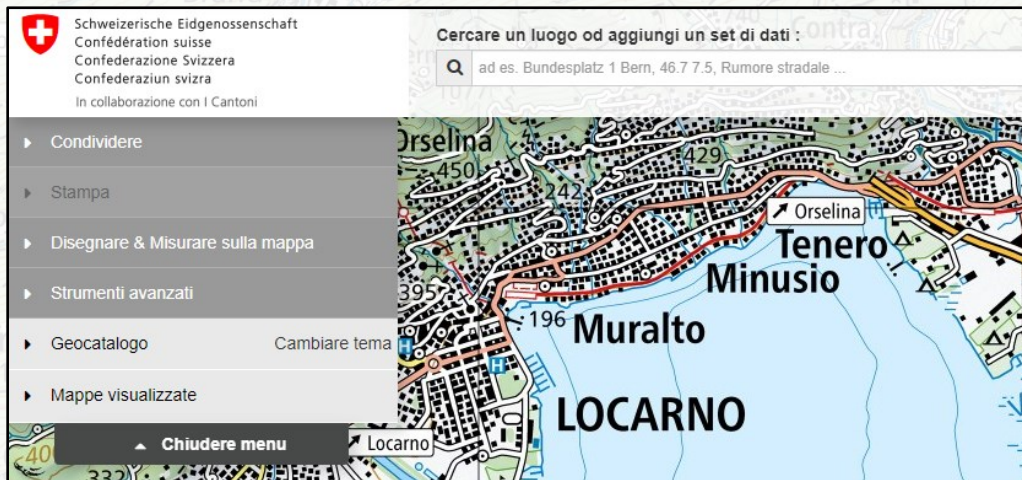 Schweizerische Eidgenossenschaft
Confédération suisse
Confederazione Svizzera
Confederaziun svizra
In collaborazione con I Cantoni
Cercare un luogo od aggiungi un set di dati :
ad es. Bundesplatz 1 Bern, 46.7 7.5, Rumore stradale ...
Condividere
Stampa
Disegnare & Misurare sulla mappa
Strumenti avanzati
Geocatalogo
Cambiare tema
Mappe visualizzate
Chiudere menu
Contra
Orselina
450
242
429
Orselina
Tenero
Minusio
395
196
Muralto
H
H
LOCARNO
Locarno
400
332